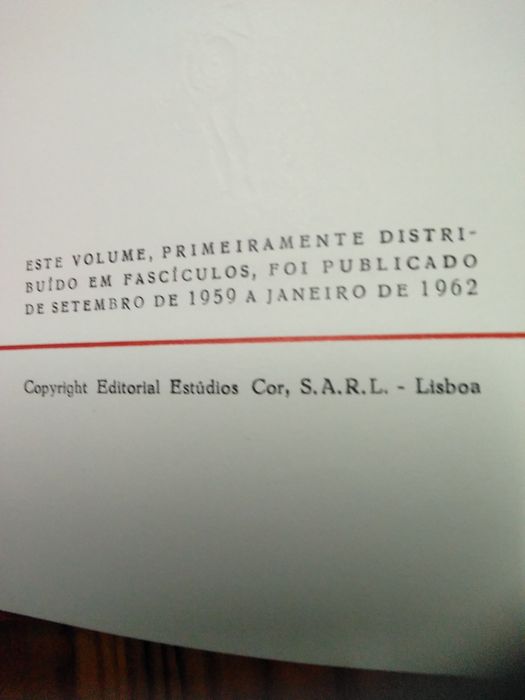 ESTE VOLUME, PRIMEIRAMENTE DISTRI-
BUÍDO EM FASCÍCULOS, FOI PUBLICADO
DE SETEMBRO DE 1959 A JANEIRO DE 1962
Copyright Editorial Estúdios Cor, S.A.R.L. - Lisboa